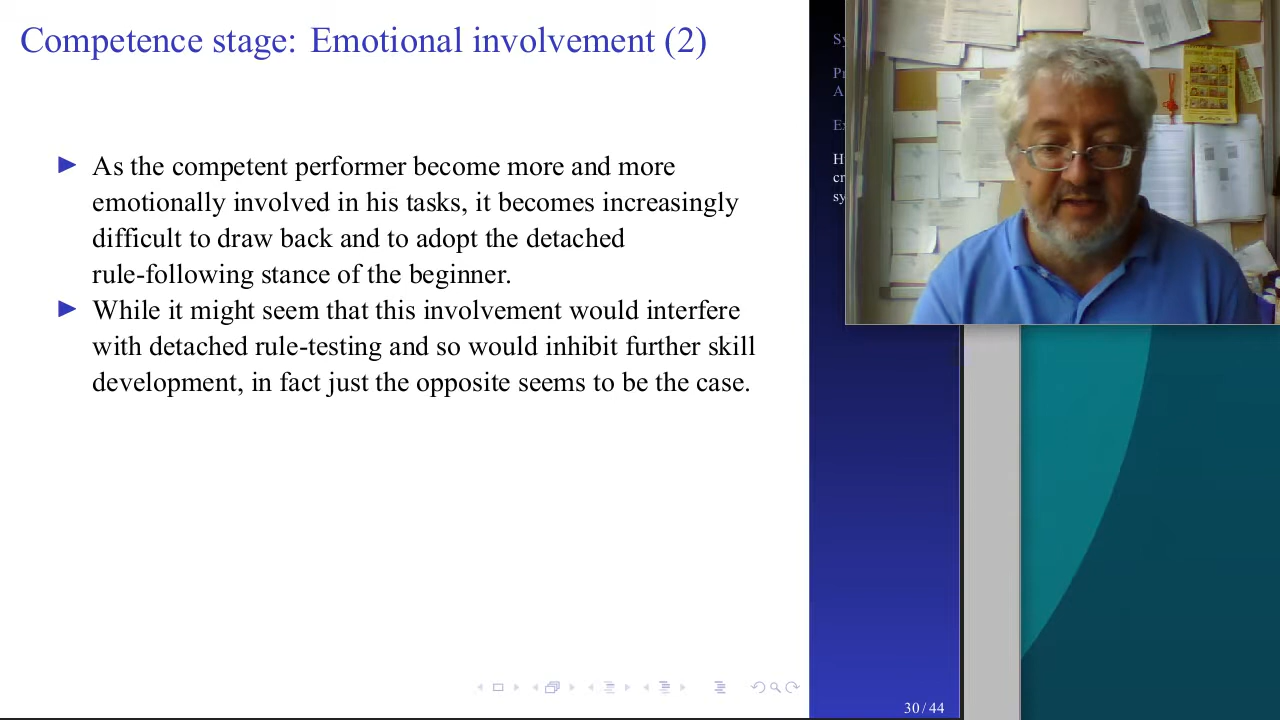 Competence stage: Emotional involvement (2)
▶ As the competent performer become more and more
emotionally involved in his tasks, it becomes increasingly
difficult to draw back and to adopt the detached
rule-following stance of the beginner.
▶ While it might seem that this involvement would interfere
with detached rule-testing and so would inhibit further skill
development, in fact just the opposite seems to be the case.
30 / 44